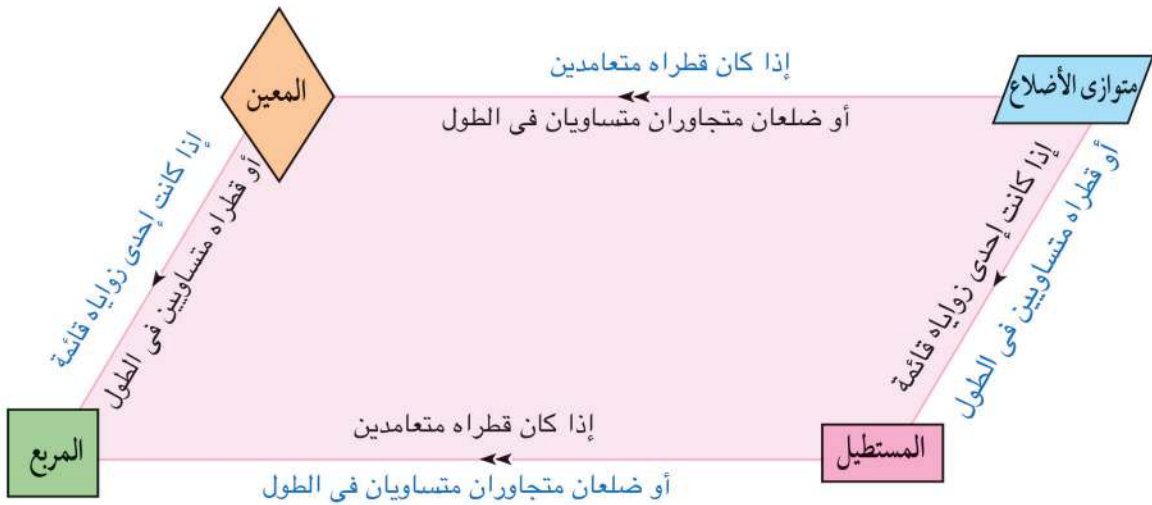 متوازى الأضلاع
إذا كان قطراه متعامدين
أو ضلعان متجاوران متساويان فى الطول
المعين
إذا كانت إحدى زواياه قائمة
أو قطراه متساويين فى الطول
إذا كانت إحدى زواياه قائمة
أو قطراه متساويين فى الطول
المستطيل
إذا كان قطراه متعامدين
أو ضلعان متجاوران متساويان فى الطول
المربع